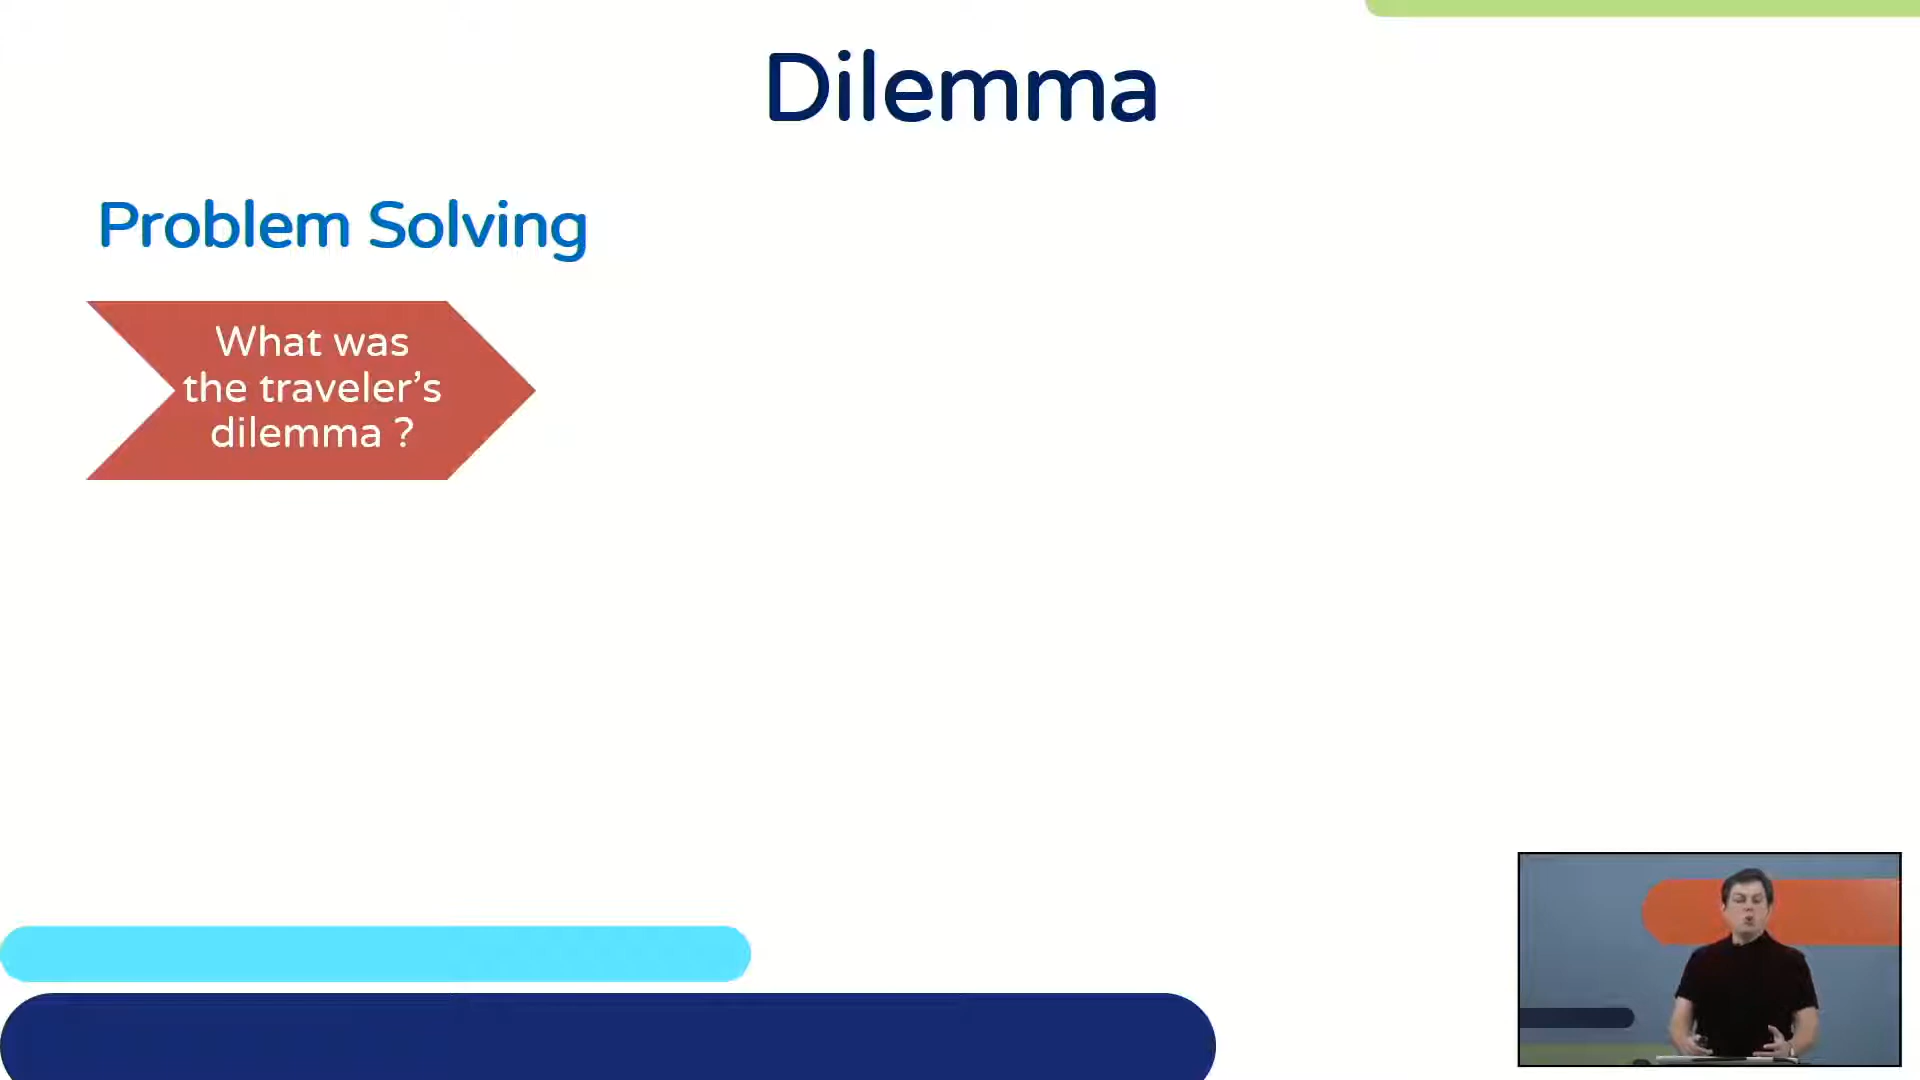 Dilemma
Problem Solving
What was
the traveler’s
dilemma ?